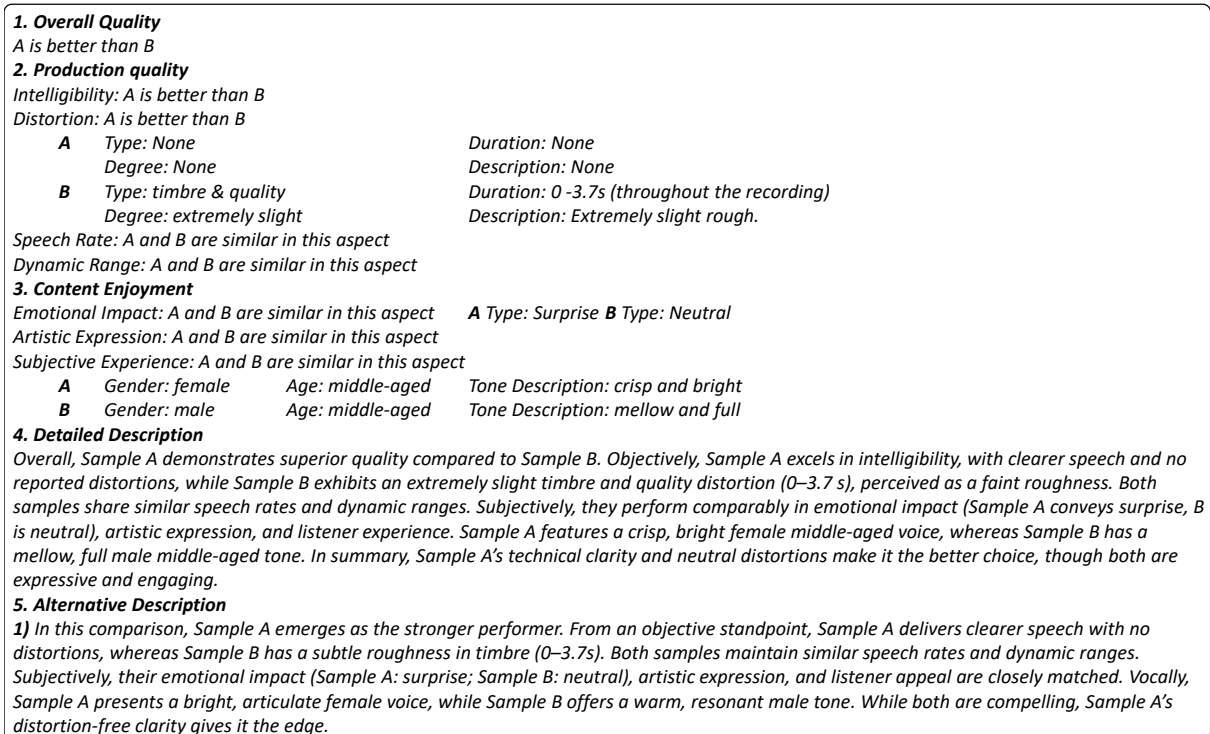 1. Overall Quality
A is better than B
2. Production quality
Intelligibility: A is better than B
Distortion: A is better than B
A Type: None Duration: None
Degree: None Description: None
B Type: timbre & quality Duration: 0 -3.7s (throughout the recording)
Degree: extremely slight Description: Extremely slight rough.
Speech Rate: A and B are similar in this aspect
Dynamic Range: A and B are similar in this aspect
3. Content Enjoyment
Emotional Impact: A and B are similar in this aspect A Type: Surprise B Type: Neutral
Artistic Expression: A and B are similar in this aspect
Subjective Experience: A and B are similar in this aspect
A Gender: female Age: middle-aged Tone Description: crisp and bright
B Gender: male Age: middle-aged Tone Description: mellow and full
4. Detailed Description
Overall, Sample A demonstrates superior quality compared to Sample B. Objectively, Sample A excels in intelligibility, with clearer speech and no
reported distortions, while Sample B exhibits an extremely slight timbre and quality distortion (0–3.7 s), perceived as a faint roughness. Both
samples share similar speech rates and dynamic ranges. Subjectively, they perform comparably in emotional impact (Sample A conveys surprise, B
is neutral), artistic expression, and listener experience. Sample A features a crisp, bright female middle-aged voice, whereas Sample B has a
mellow, full male middle-aged tone. In summary, Sample A’s technical clarity and neutral distortions make it the better choice, though both are
expressive and engaging.
5. Alternative Description
1) In this comparison, Sample A emerges as the stronger performer. From an objective standpoint, Sample A delivers clearer speech with no
distortions, whereas Sample B has a subtle roughness in timbre (0–3.7s). Both samples maintain similar speech rates and dynamic ranges.
Subjectively, their emotional impact (Sample A: surprise; Sample B: neutral), artistic expression, and listener appeal are closely matched. Vocally,
Sample A presents a bright, articulate female voice, while Sample B offers a warm, resonant male tone. While both are compelling, Sample A’s
distortion-free clarity gives it the edge.